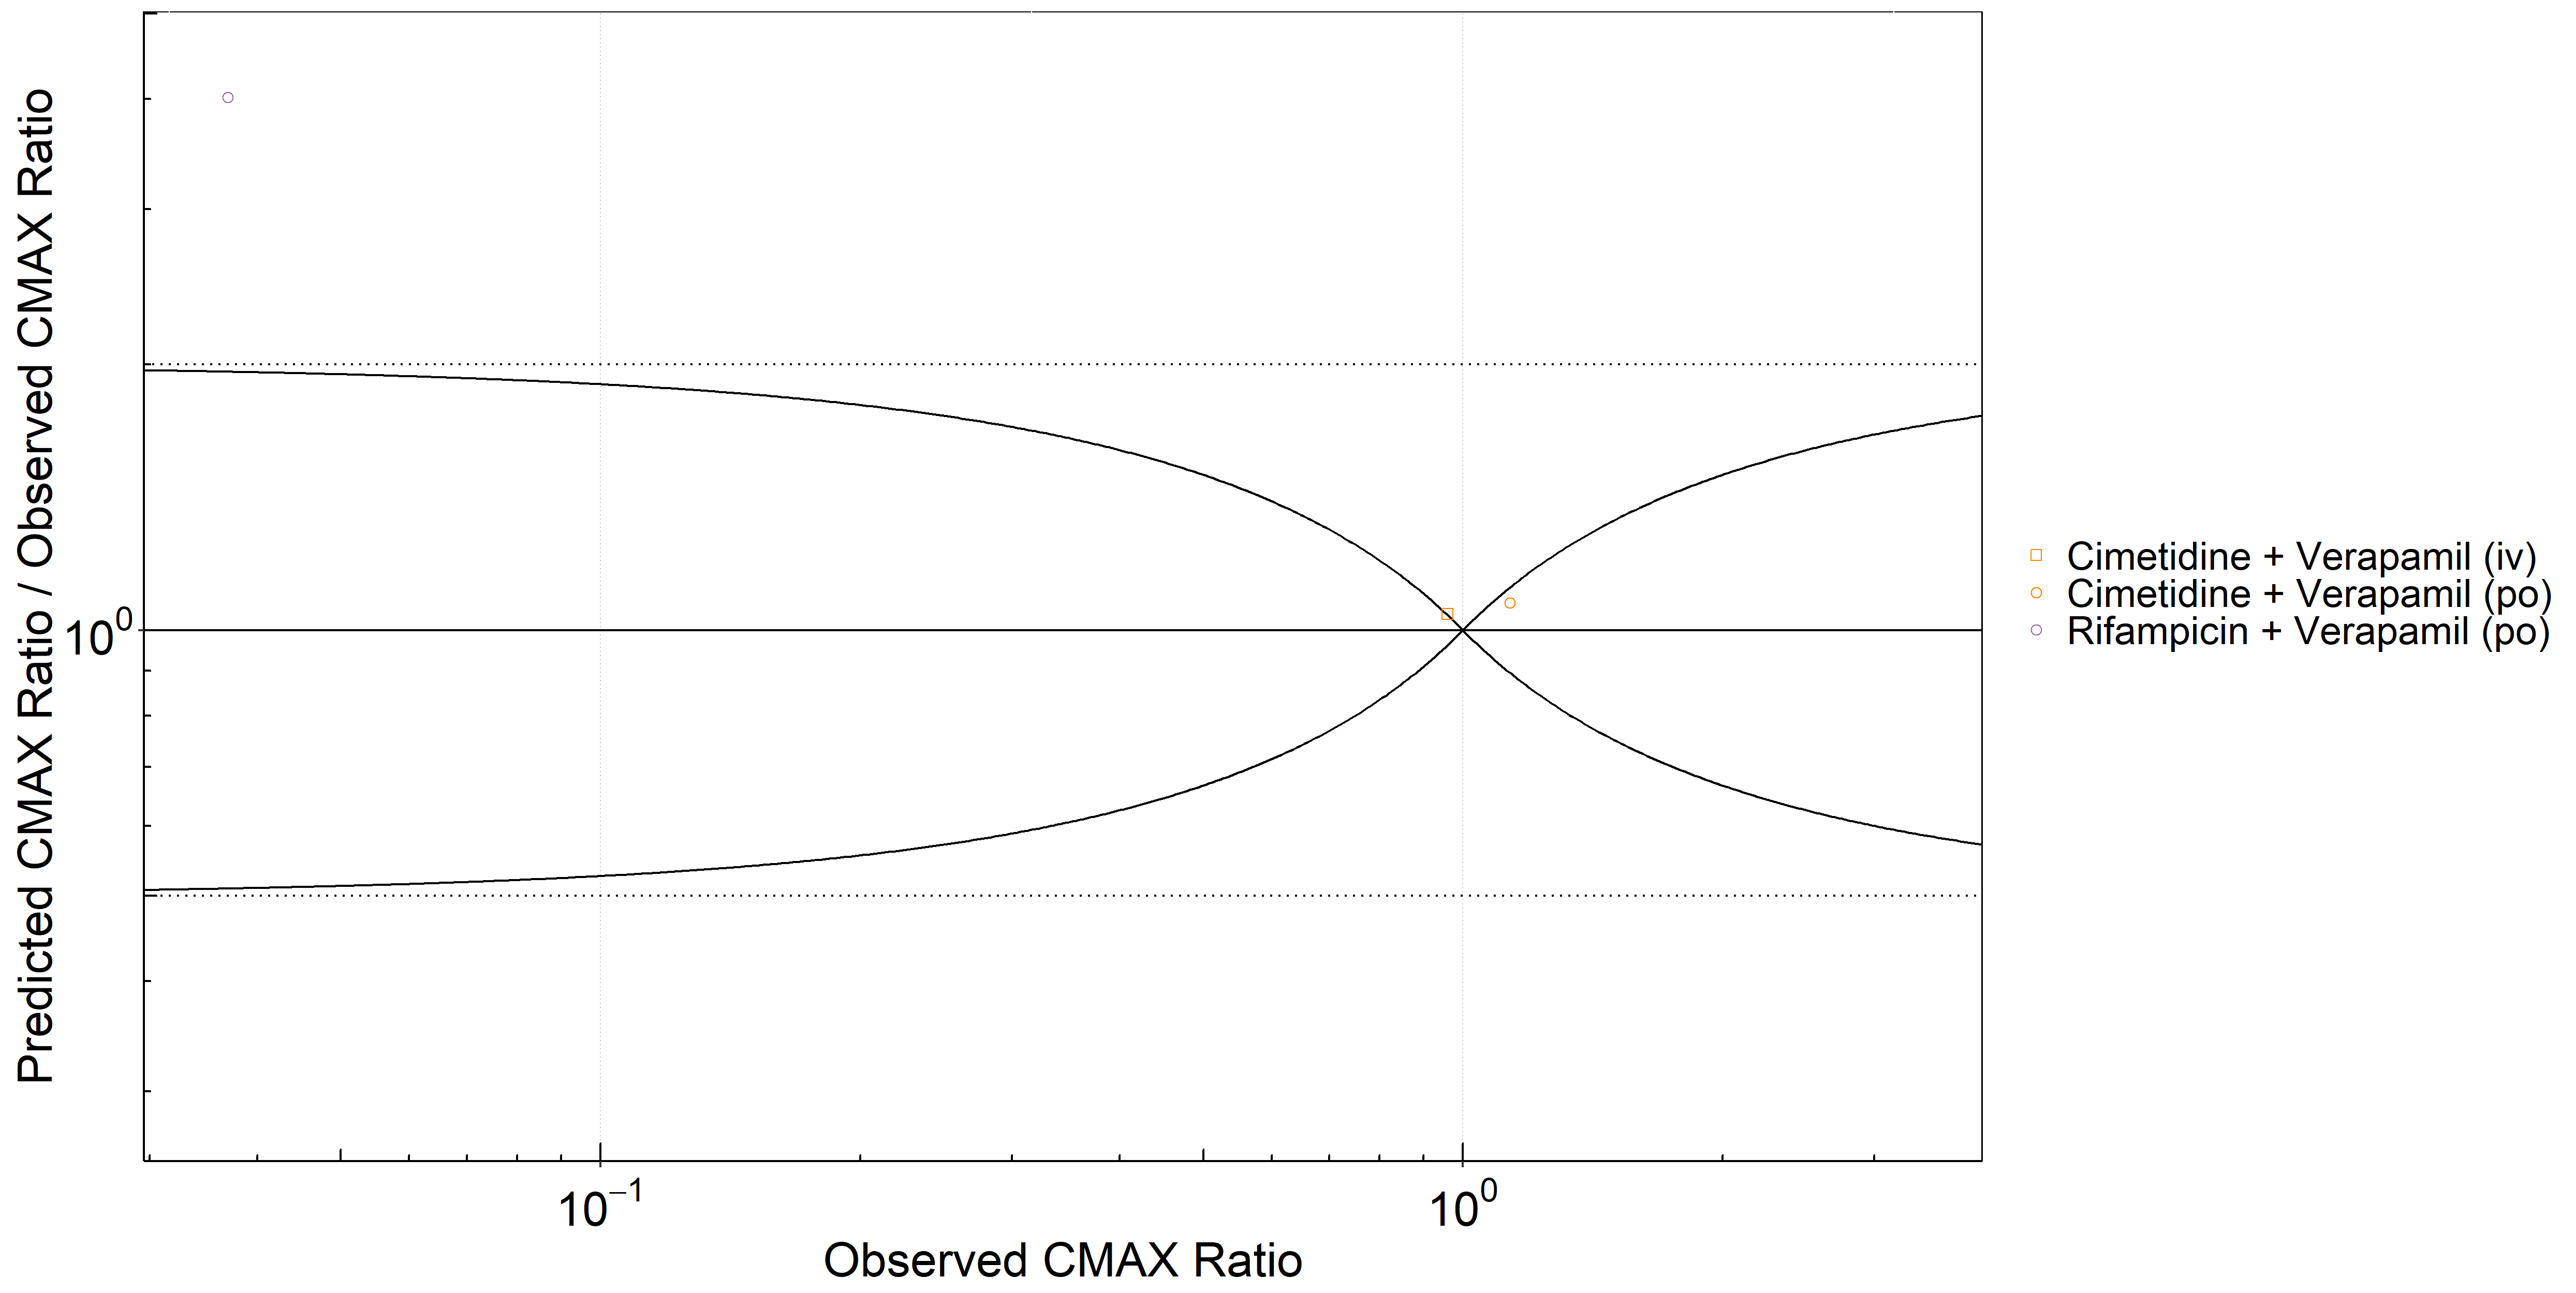 Predicted CMAX Ratio / Observed CMAX Ratio
10⁰
10⁻¹
10⁰
Observed CMAX Ratio
Cimetidine + Verapamil (iv)
Cimetidine + Verapamil (po)
Rifampicin + Verapamil (po)